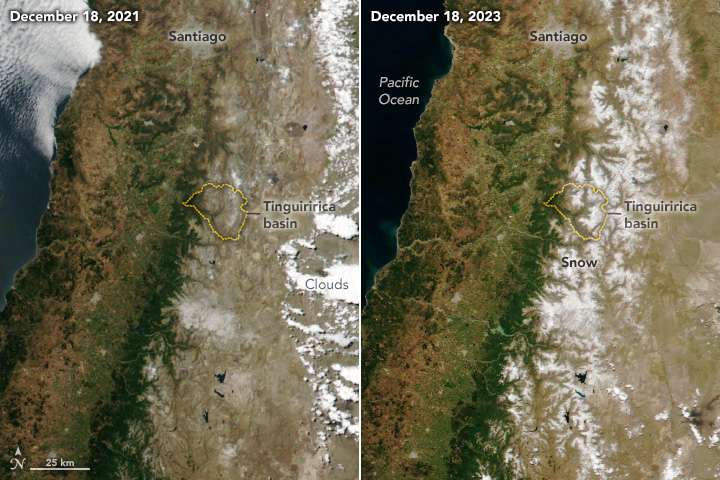 December 18, 2021
Santiago
Tinguiririca
basin
Clouds
N
25 km
December 18, 2023
Santiago
Pacific
Ocean
Tinguiririca
basin
Snow